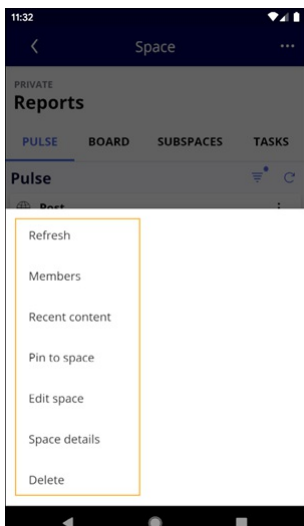 11:32
Space
PRIVATE
Reports
PULSE BOARD SUBSPACES TASKS
Pulse
Post
Refresh
Members
Recent content
Pin to space
Edit space
Space details
Delete